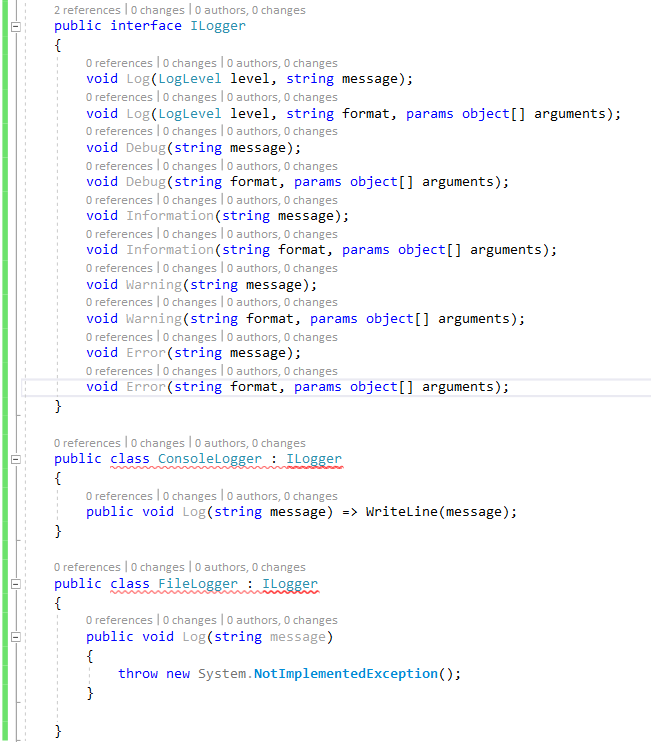 2 references | 0 changes | 0 authors, 0 changes
public interface ILogger
{
0 references | 0 changes | 0 authors, 0 changes
void Log(LogLevel level, string message);
0 references | 0 changes | 0 authors, 0 changes
void Log(LogLevel level, string format, params object[] arguments);
0 references | 0 changes | 0 authors, 0 changes
void Debug(string message);
0 references | 0 changes | 0 authors, 0 changes
void Debug(string format, params object[] arguments);
0 references | 0 changes | 0 authors, 0 changes
void Information(string message);
0 references | 0 changes | 0 authors, 0 changes
void Information(string format, params object[] arguments);
0 references | 0 changes | 0 authors, 0 changes
void Warning(string message);
0 references | 0 changes | 0 authors, 0 changes
void Warning(string format, params object[] arguments);
0 references | 0 changes | 0 authors, 0 changes
void Error(string message);
0 references | 0 changes | 0 authors, 0 changes
void Error(string format, params object[] arguments);
}
0 references | 0 changes | 0 authors, 0 changes
public class ConsoleLogger : ILogger
{
0 references | 0 changes | 0 authors, 0 changes
public void Log(string message) => WriteLine(message);
}
0 references | 0 changes | 0 authors, 0 changes
public class FileLogger : ILogger
{
0 references | 0 changes | 0 authors, 0 changes
public void Log(string message)
{
throw new System.NotImplementedException();
}
}